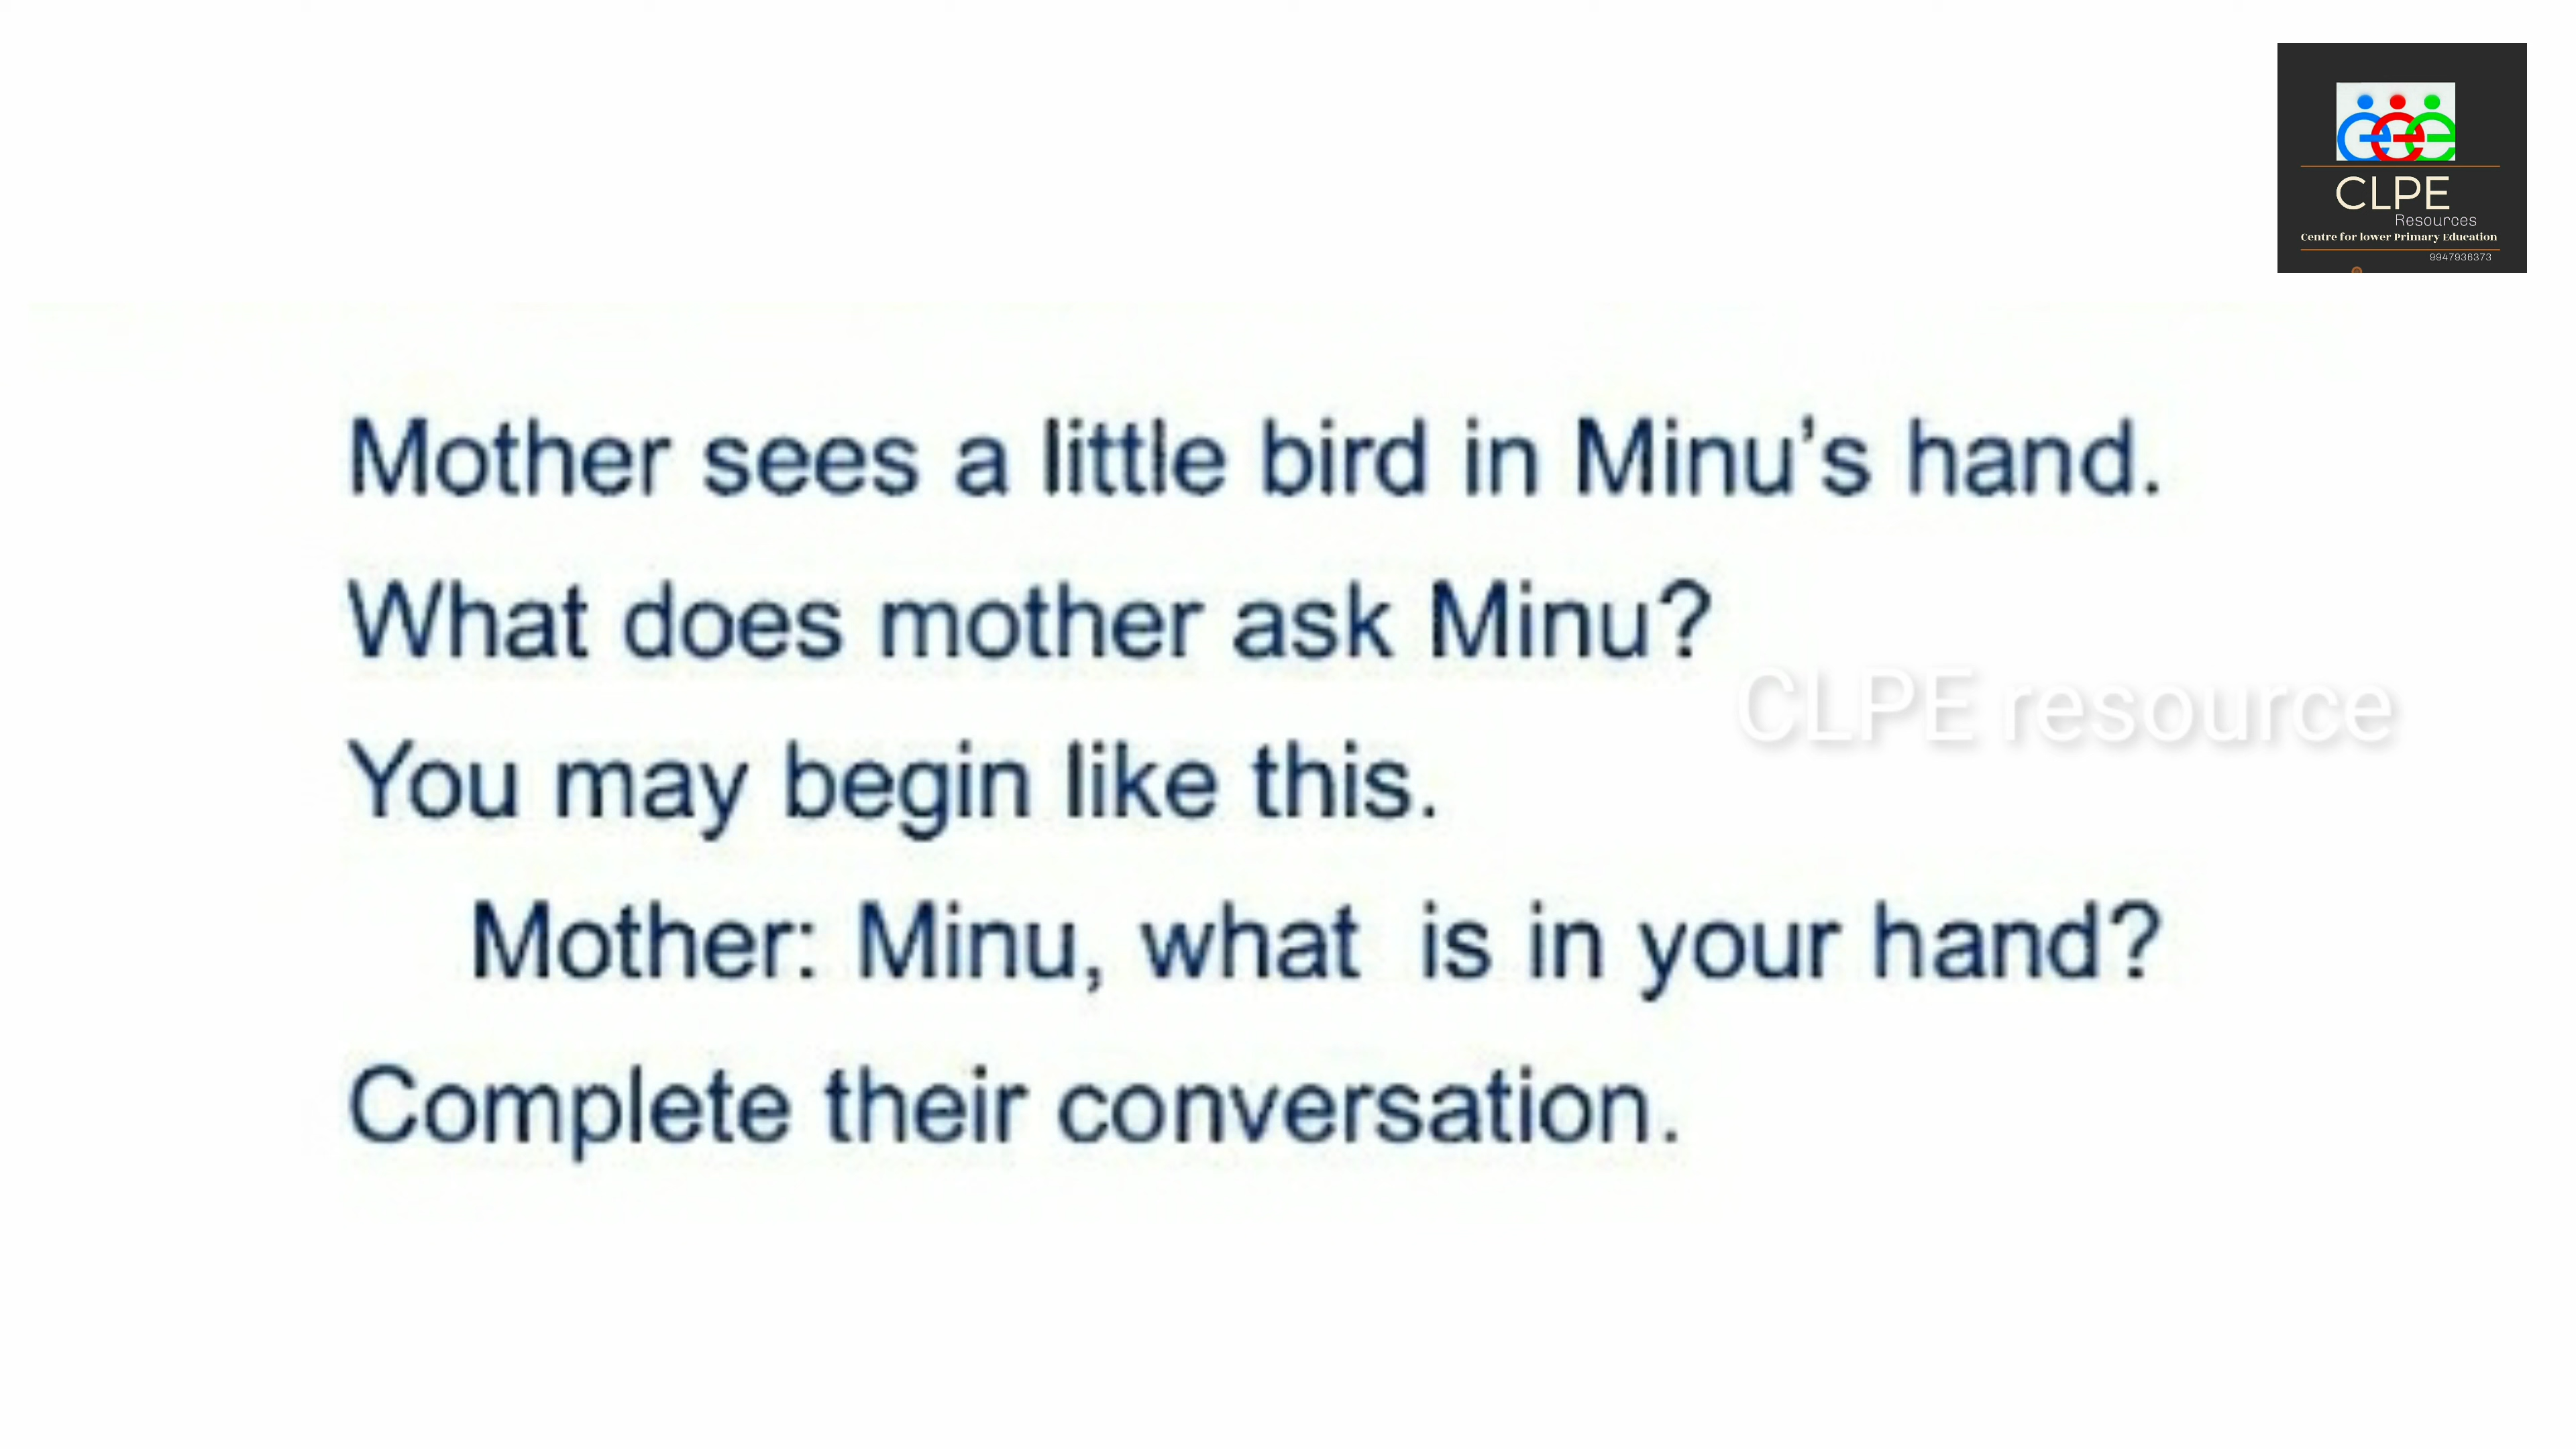 CLPE
Resources
Centre for lower Primary Education
9947936373
Mother sees a little bird in Minu's hand.
What does mother ask Minu?
CLPE resource
You may begin like this.
Mother: Minu, what is in your hand?
Complete their conversation.